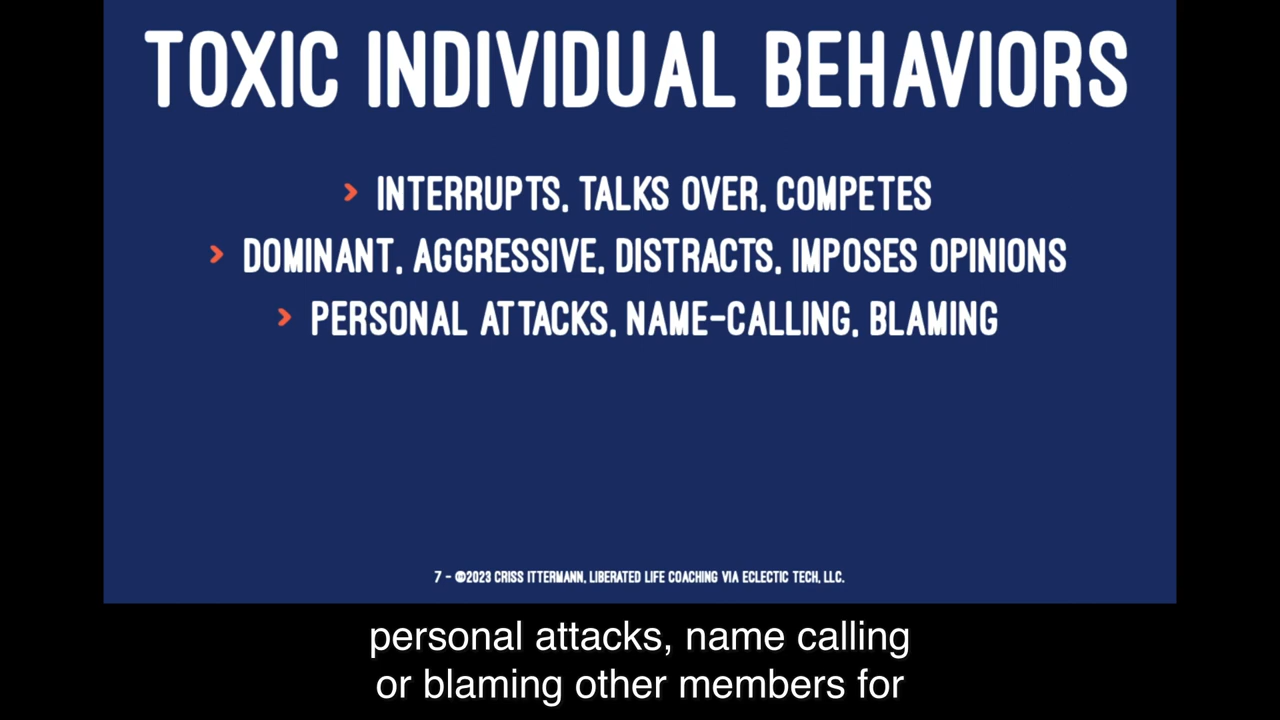 TOXIC INDIVIDUAL BEHAVIORS
> INTERRUPTS, TALKS OVER, COMPETES
> DOMINANT, AGGRESSIVE, DISTRACTS, IMPOSES OPINIONS
> PERSONAL ATTACKS, NAME-CALLING, BLAMING
7 - ©2023 CRISS ITTERMANN, LIBERATED LIFE COACHING VIA ECLECTIC TECH, LLC.
personal attacks, name calling
or blaming other members for